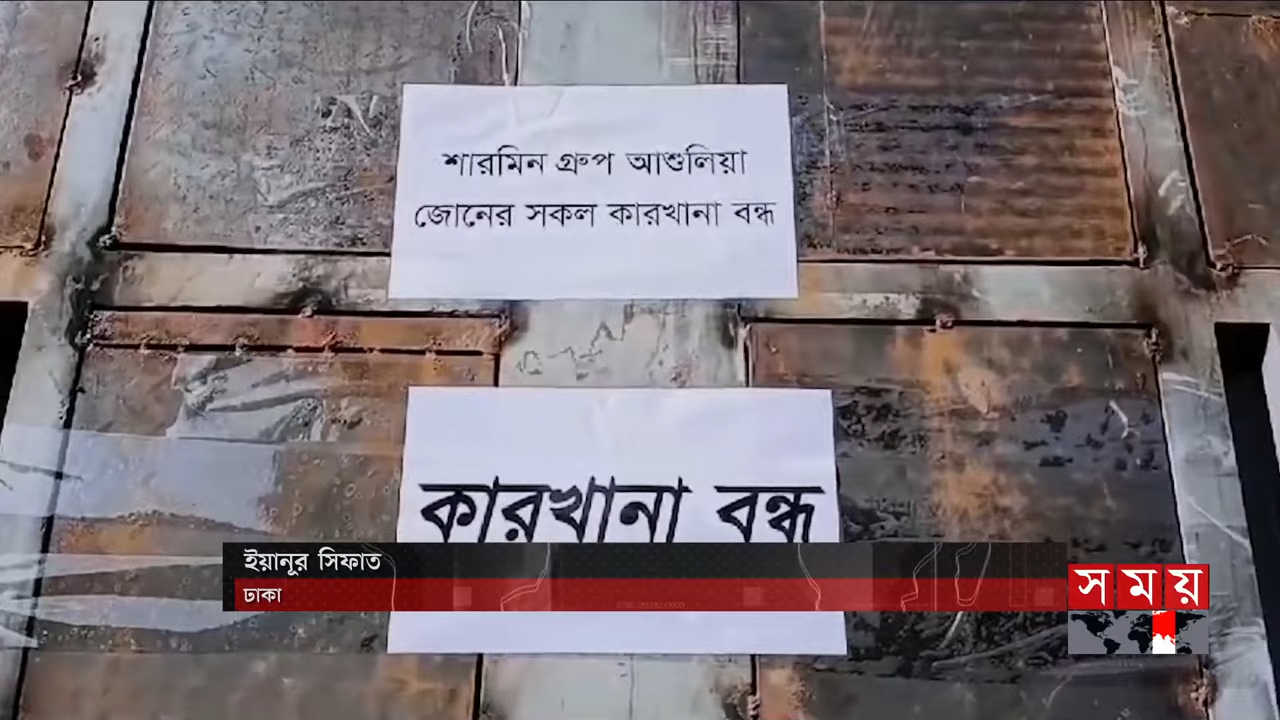 শারমিন গ্রুপ আশুলিয়া
জোনের সকল কারখানা বন্ধ
কারখানা বন্ধ
ইয়ানূর সিফাত
ঢাকা
সময়